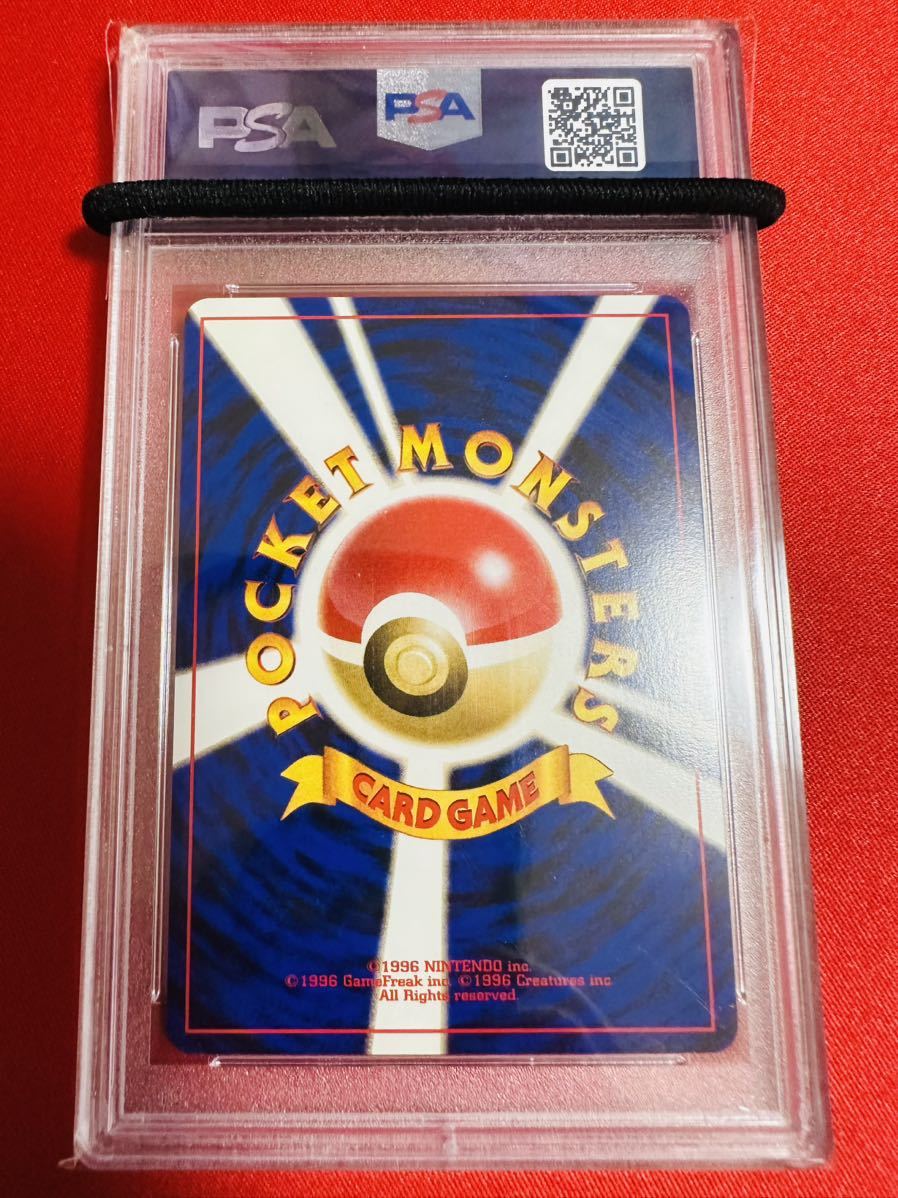 PSA
PSA
POCKET MONSTERS
CARD GAME
©1996 NINTENDO inc.
©1996 GameFreak inc. ©1996 Creatures inc.
All Rights reserved.